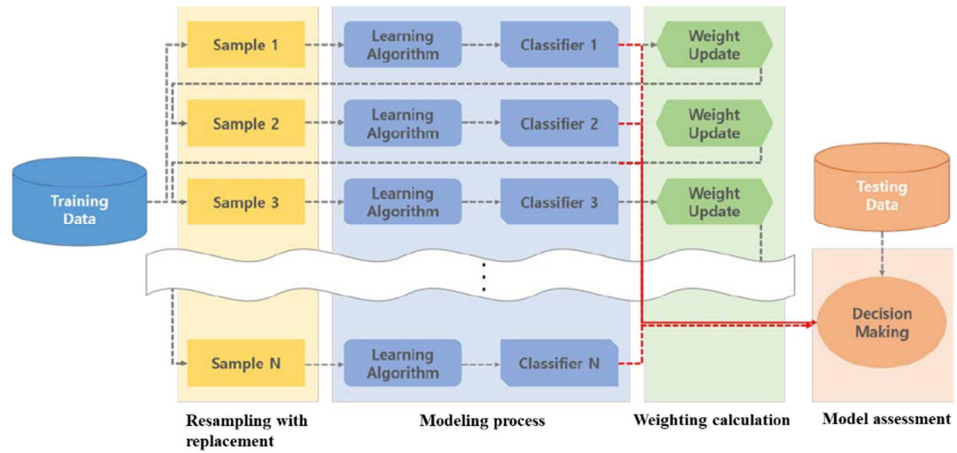 Sample 1
Learning
Algorithm
Classifier 1
Weight
Update
Sample 2
Learning
Algorithm
Classifier 2
Weight
Update
Training
Data
Sample 3
Learning
Algorithm
Classifier 3
Weight
Update
Testing
Data
Decision
Making
Sample N
Learning
Algorithm
Classifier N
Resampling with
replacement
Modeling process
Weighting calculation
Model assessment